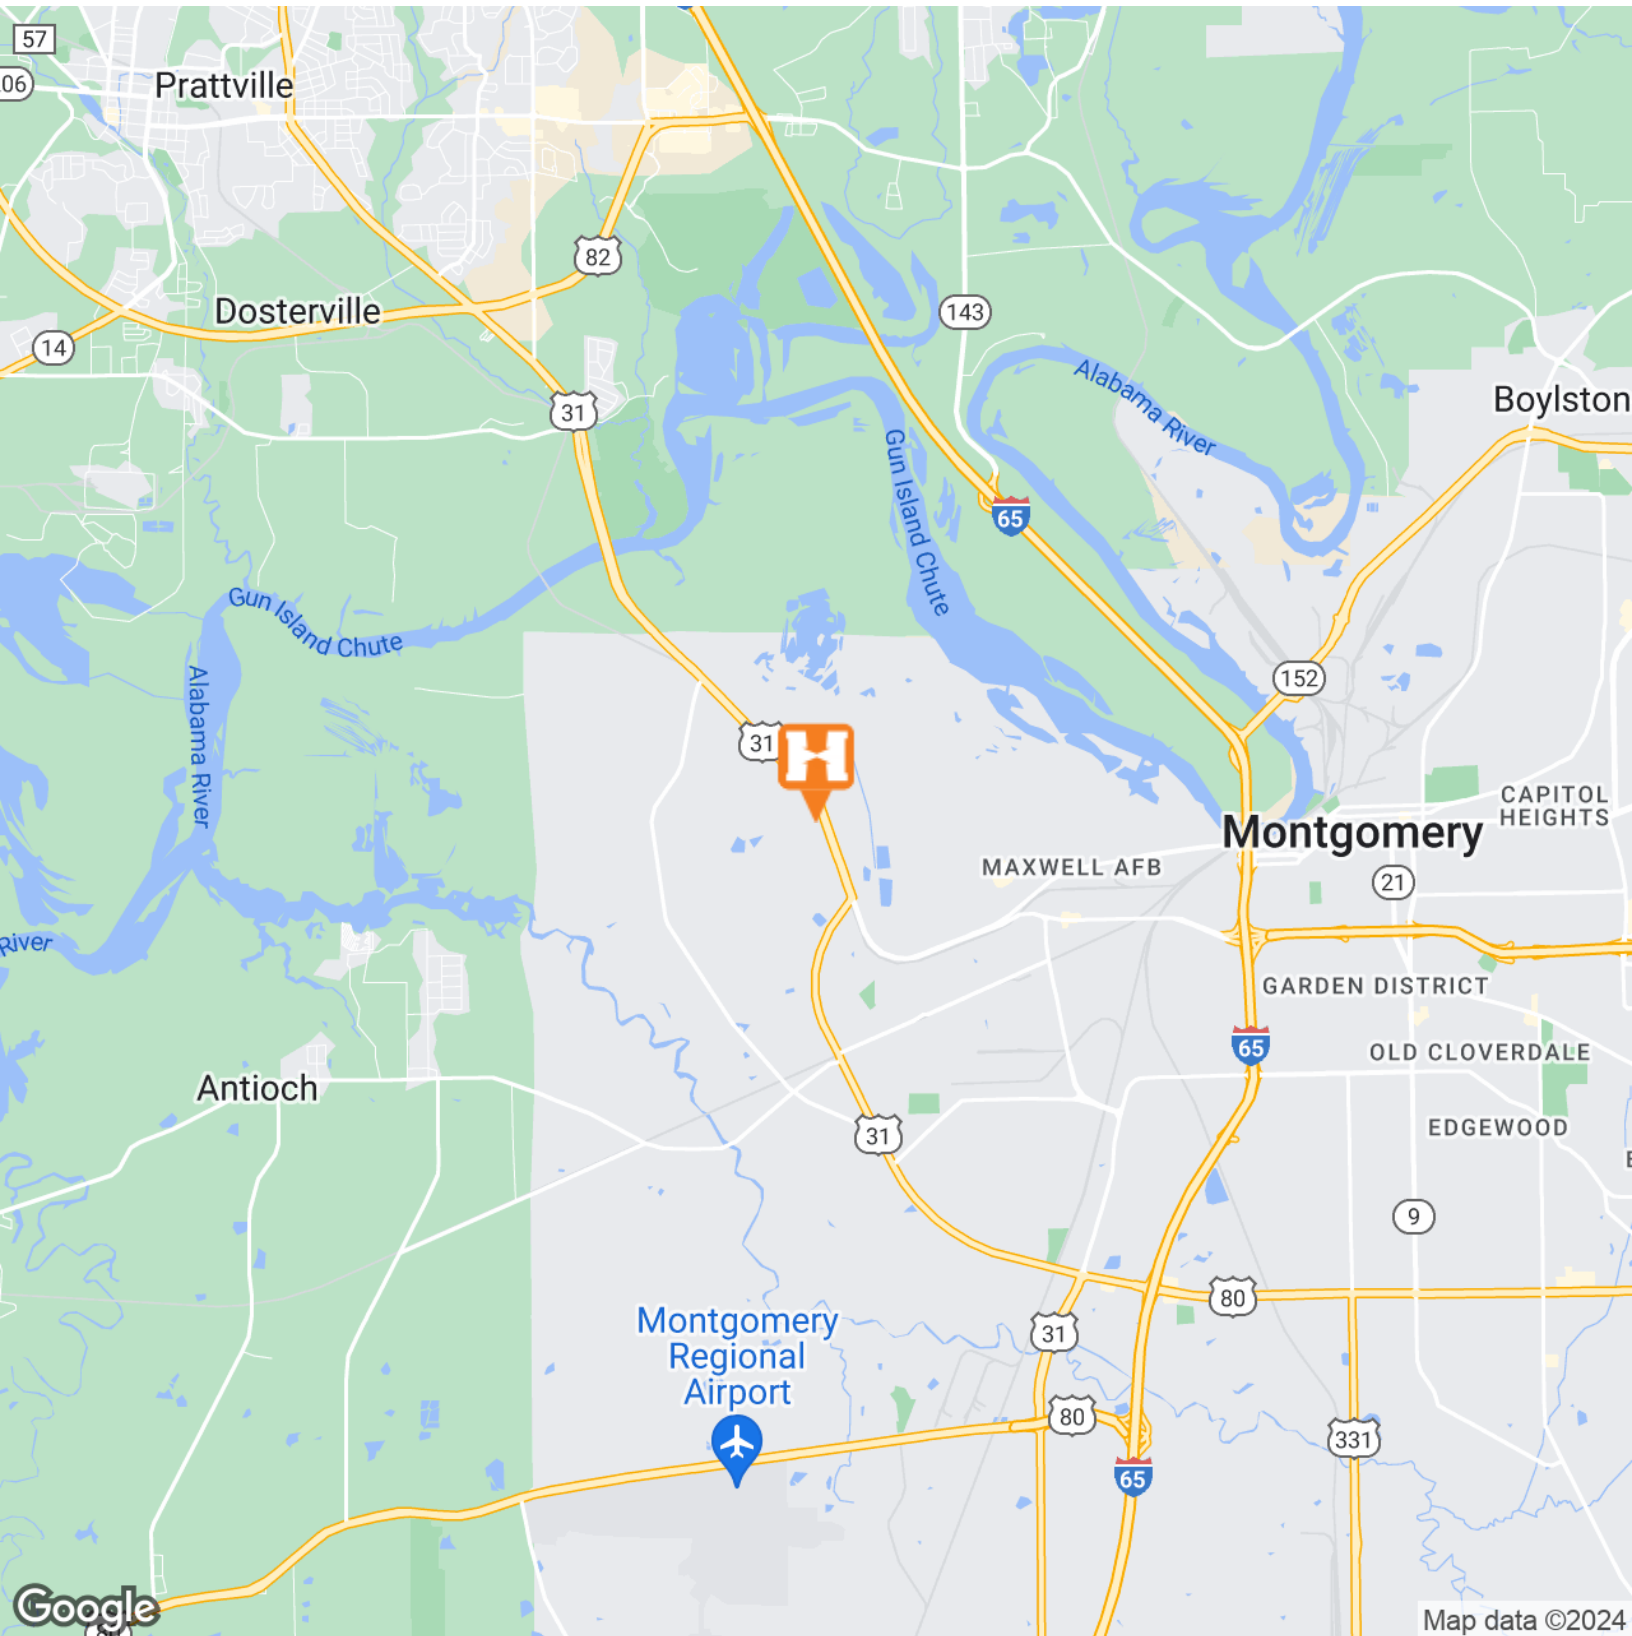 57
06
Prattville
82
Dosterville
143
14
Alabama River
31
Boylston
Gun Island Chute
65
Gun Island Chute
152
Alabama River
31
H
CAPITOL
HEIGHTS
Montgomery
MAXWELL AFB
21
River
GARDEN DISTRICT
65
OLD CLOVERDALE
Antioch
31
EDGEWOOD
E
9
80
Montgomery
Regional
Airport
31
80
331
65
Google
80
Map data ©2024